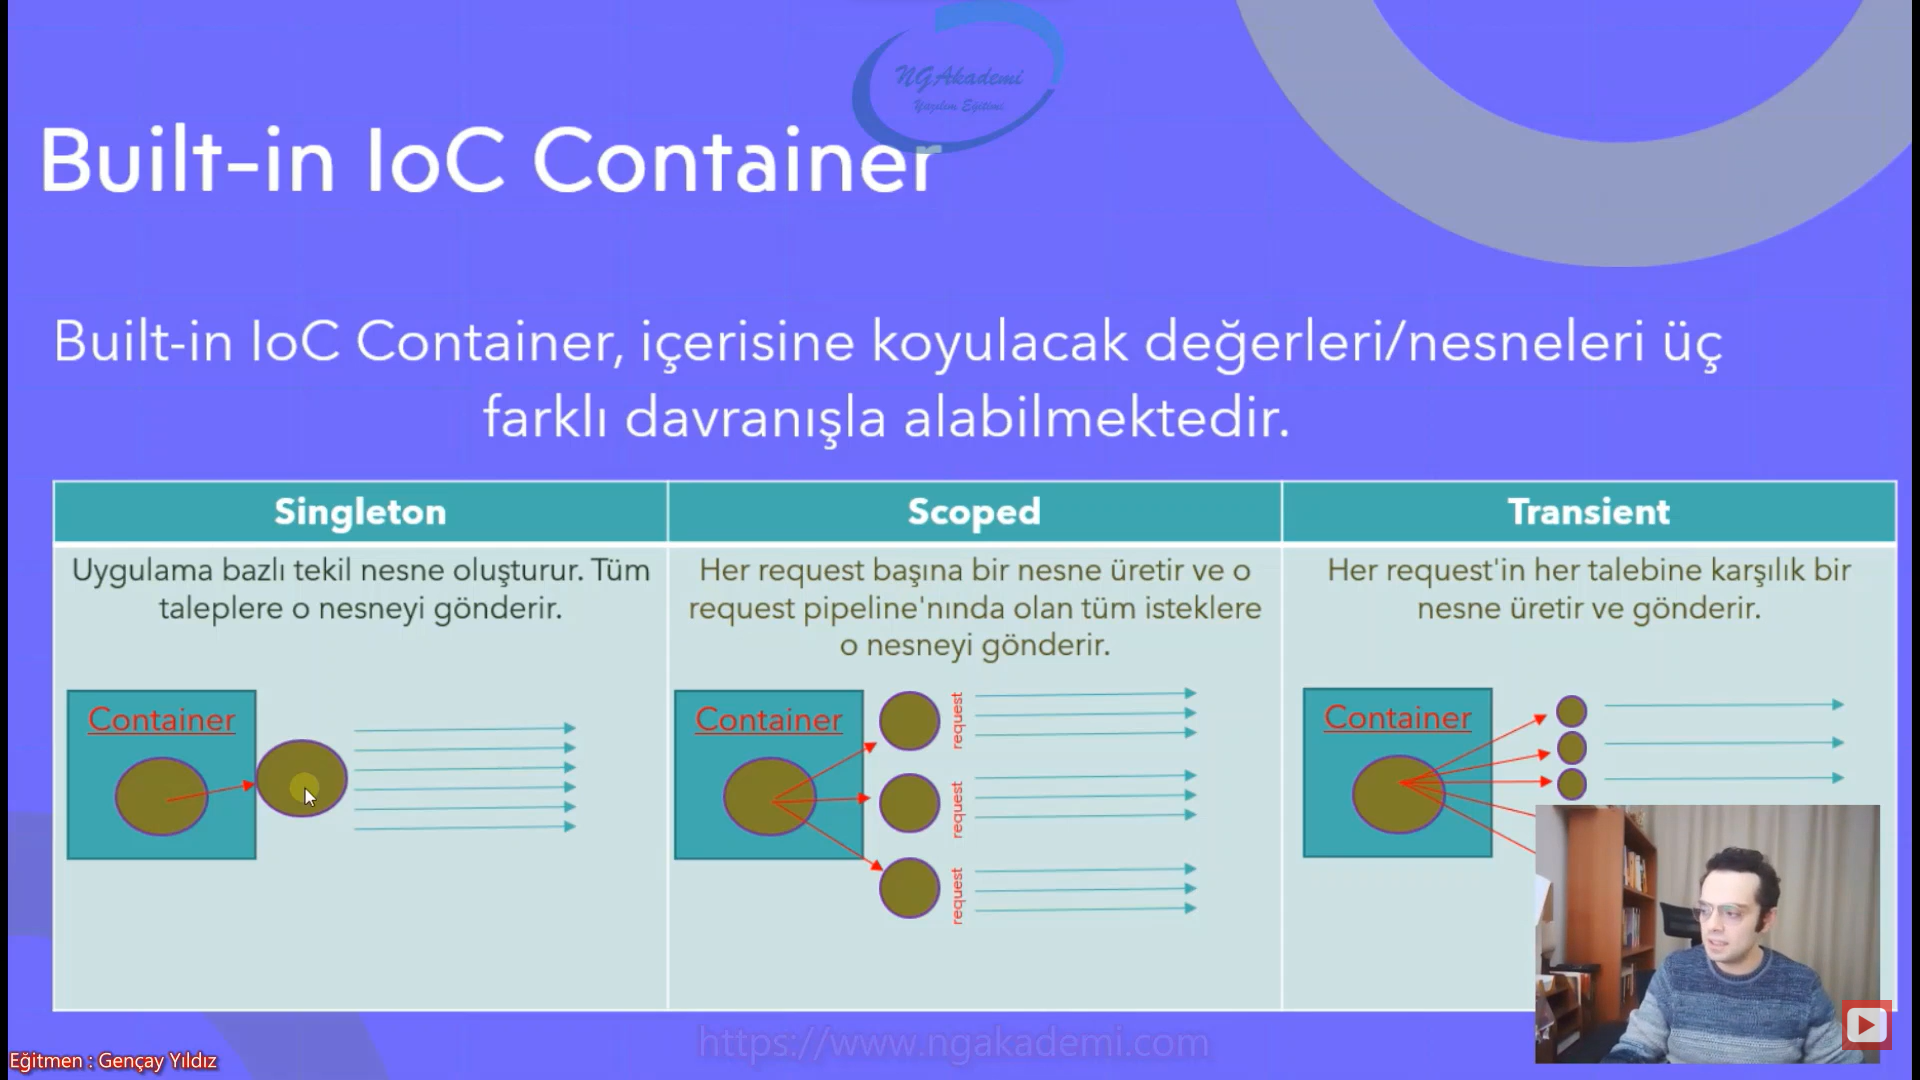 NGAkademi
Yazılım Eğitimi
Built-in IoC Container
Built-in IoC Container, içerisine koyulacak değerleri/nesneleri üç
farklı davranışla alabilmektedir.
Singleton
Uygulama bazlı tekil nesne oluşturur. Tüm
taleplere o nesneyi gönderir.
Container
Scoped
Her request başına bir nesne üretir ve o
request pipeline'nında olan tüm isteklere
o nesneyi gönderir.
Container
request
request
request
Transient
Her request'in her talebine karşılık bir
nesne üretir ve gönderir.
Container
https://www.ngakademi.com
Eğitmen : Gençay Yıldız